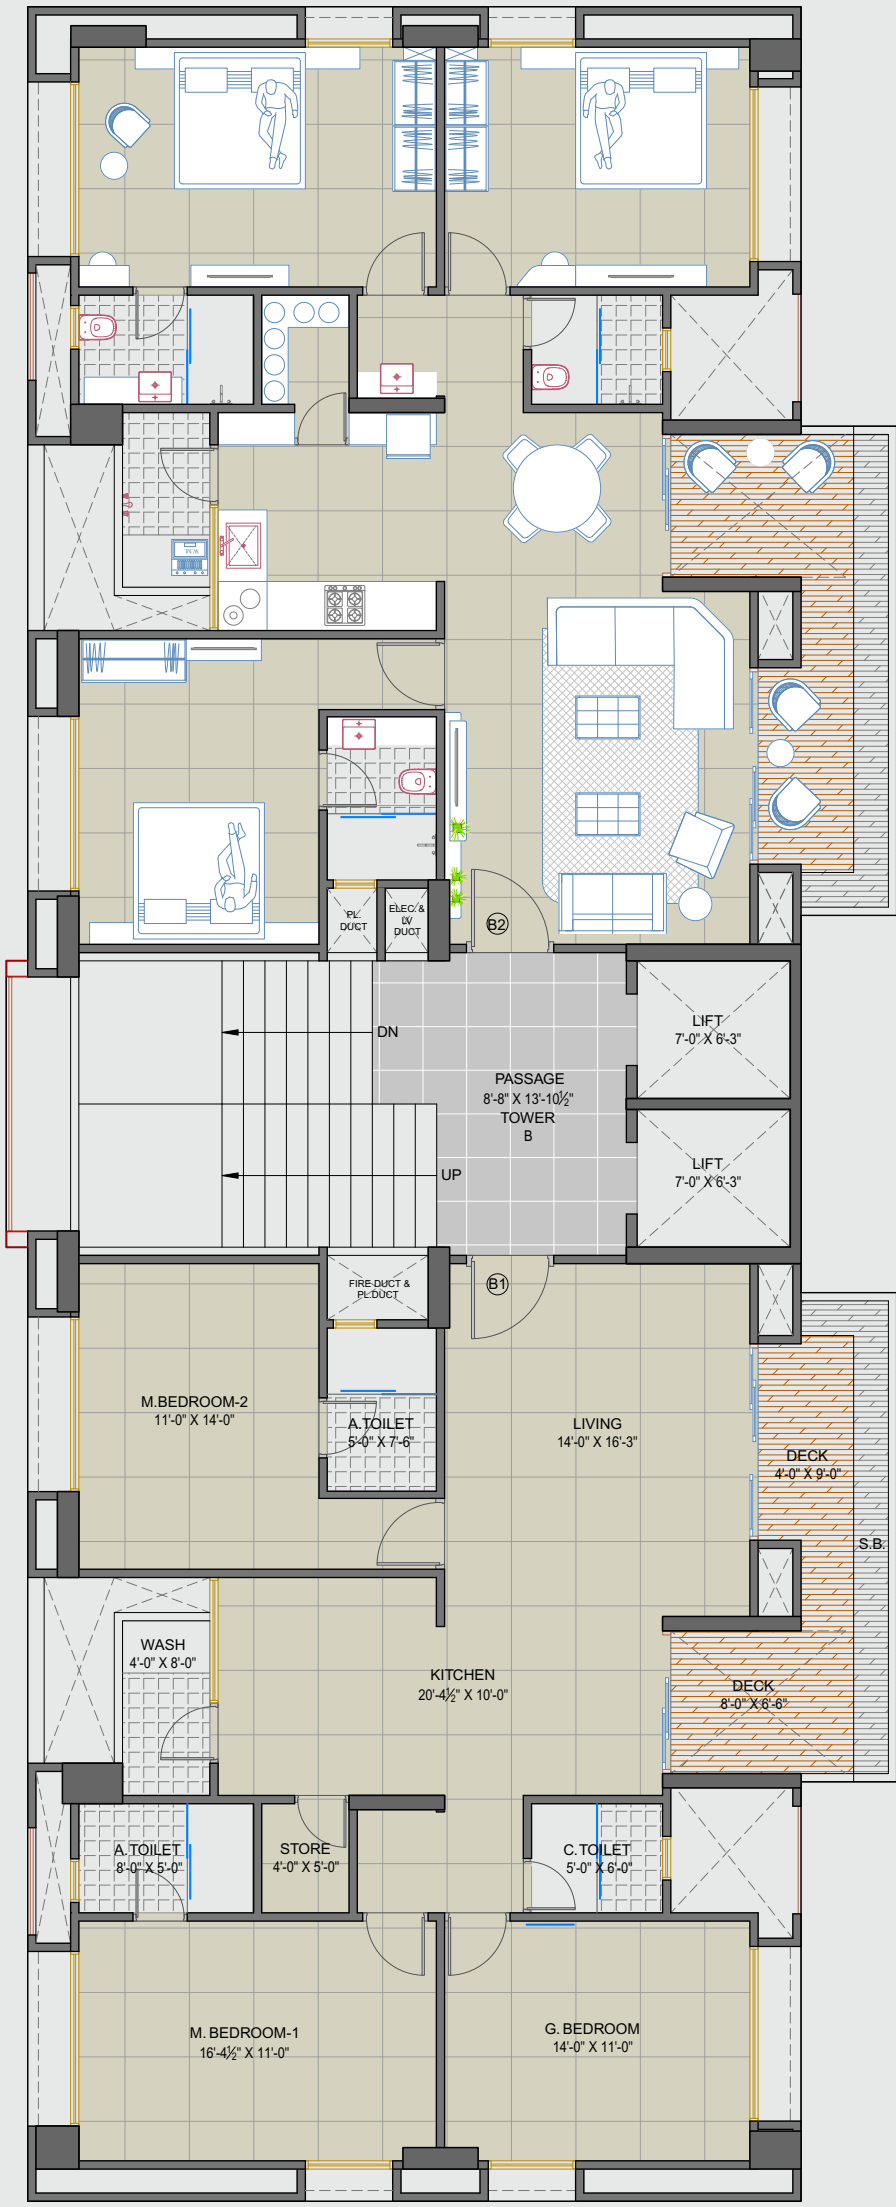 W.M.
B2
PL.
DUCT
ELEC. &
LV
DUCT
DN
LIFT
7'-0" X 6'-3"
PASSAGE
8'-8" X 13'-10½"
TOWER
B
UP
LIFT
7'-0" X 6'-3"
FIRE DUCT &
PL.DUCT
B1
M.BEDROOM-2
11'-0" X 14'-0"
A.TOILET
5'-0" X 7'-6"
LIVING
14'-0" X 16'-3"
DECK
4'-0" X 9'-0"
S.B.
WASH
4'-0" X 8'-0"
KITCHEN
20'-4½" X 10'-0"
DECK
8'-0" X 6'-6"
A.TOILET
8'-0" X 5'-0"
STORE
4'-0" X 5'-0"
C.TOILET
5'-0" X 6'-0"
M. BEDROOM-1
16'-4½" X 11'-0"
G. BEDROOM
14'-0" X 11'-0"